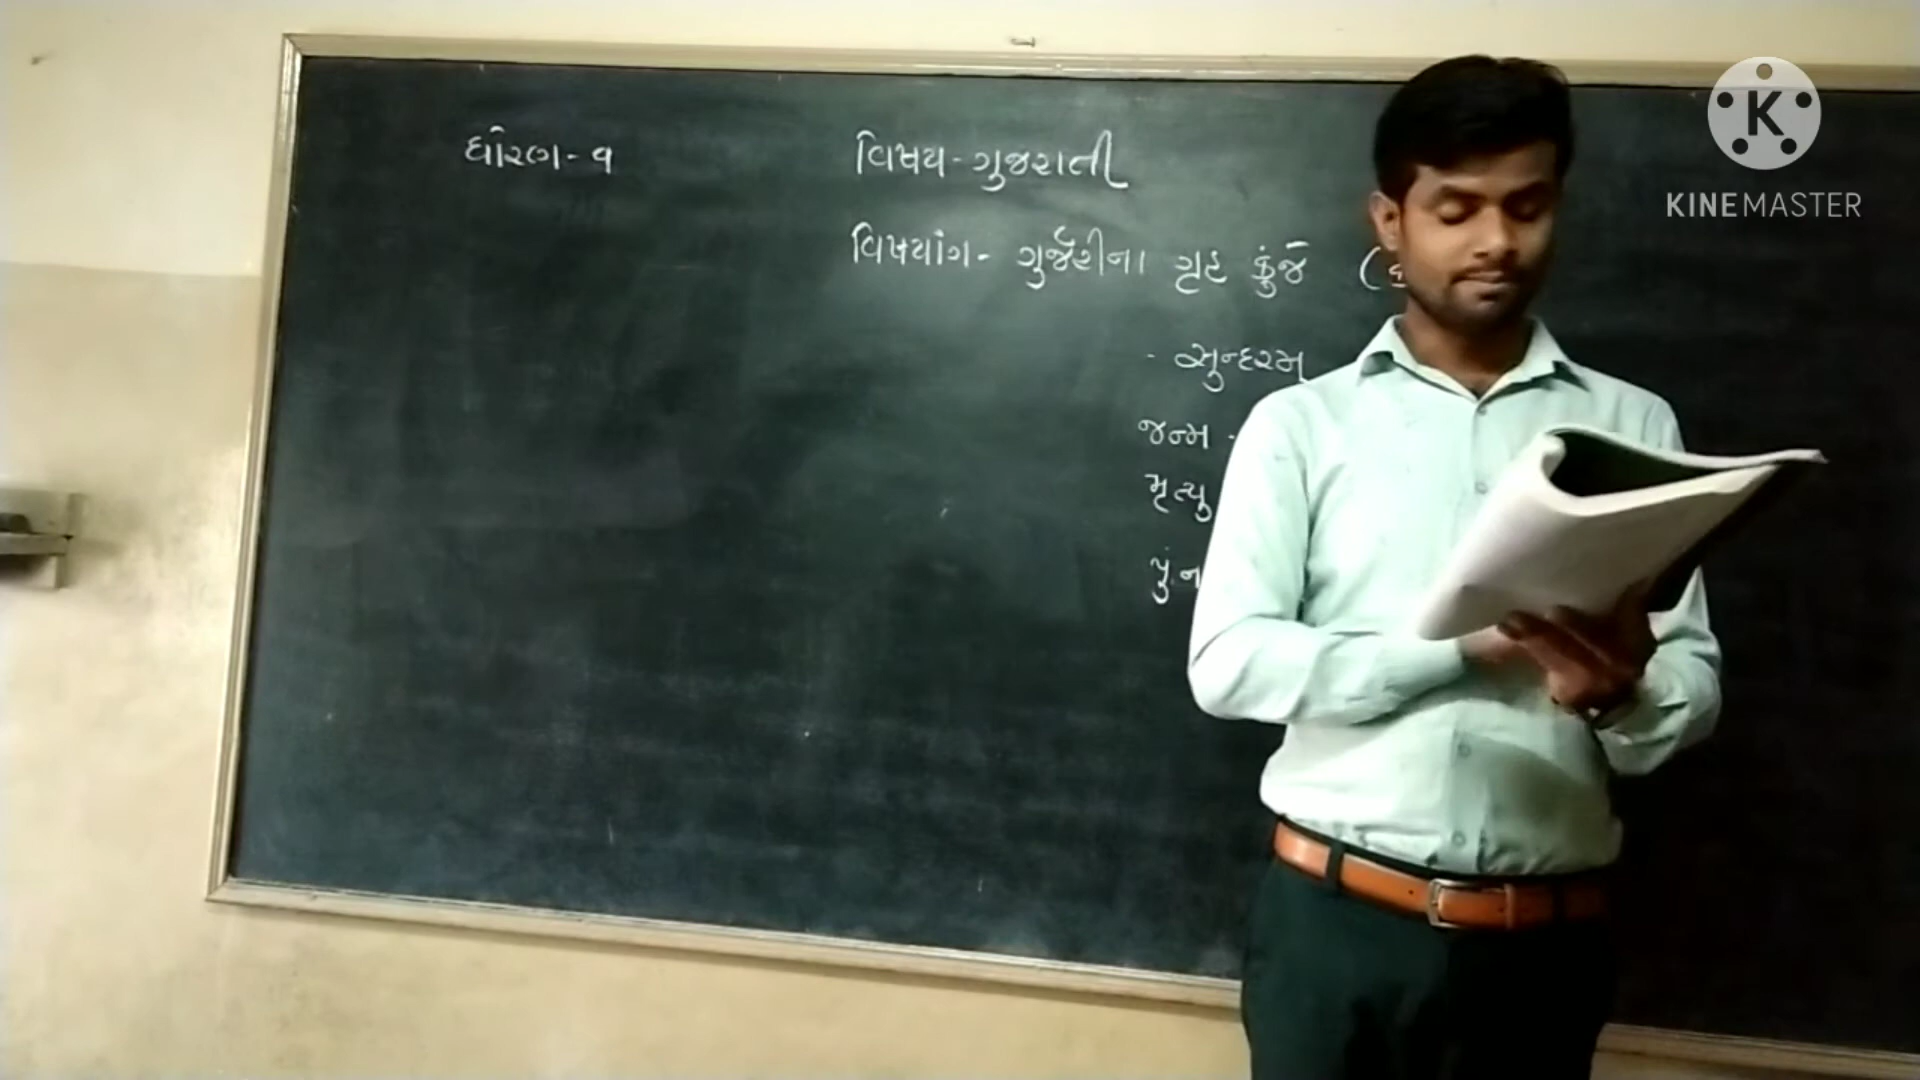 ધોરણ - ૧ વિષય - ગુજરાતી
વિષયાંગ - ગુર્જરીના ગૃહ કુંજે (
- સુન્દરમ્
જન્મ -
મૃત્યુ
KINEMASTER